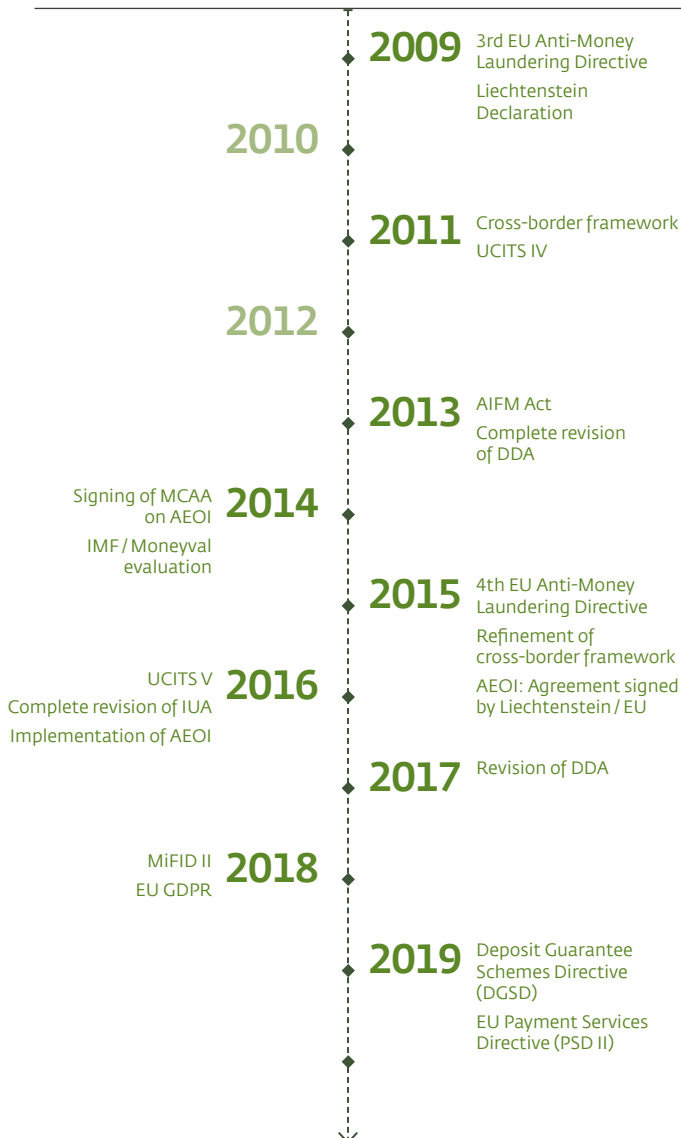 2009
3rd EU Anti-Money
Laundering Directive
Liechtenstein
Declaration
2010
2011
Cross-border framework
UCITS IV
2012
2013
AIFM Act
Complete revision
of DDA
2014
Signing of MCAA
on AEOI
IMF / Moneyval
evaluation
2015
4th EU Anti-Money
Laundering Directive
Refinement of
cross-border framework
AEOI: Agreement signed
by Liechtenstein / EU
2016
UCITS V
Complete revision of IUA
Implementation of AEOI
2017
Revision of DDA
2018
MiFID II
EU GDPR
2019
Deposit Guarantee
Schemes Directive
(DGSD)
EU Payment Services
Directive (PSD II)